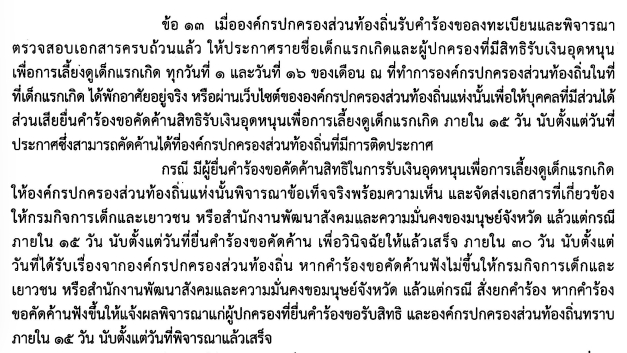 ข้อ ๑๓ เมื่อองค์กรปกครองส่วนท้องถิ่นรับคำร้องขอลงทะเบียนและพิจารณา
ตรวจสอบเอกสารครบถ้วนแล้ว ให้ประกาศรายชื่อเด็กแรกเกิดและผู้ปกครองที่มีสิทธิรับเงินอุดหนุน
เพื่อการเลี้ยงดูเด็กแรกเกิด ทุกวันที่ ๑ และวันที่ ๑๖ ของเดือน ณ ที่ทำการองค์กรปกครองส่วนท้องถิ่นในที่
ที่เด็กแรกเกิด ได้พักอาศัยอยู่จริง หรือผ่านเว็บไซต์ขององค์กรปกครองส่วนท้องถิ่นแห่งนั้นเพื่อให้บุคคลที่มีส่วนได้
ส่วนเสียยื่นคำร้องขอคัดค้านสิทธิรับเงินอุดหนุนเพื่อการเลี้ยงดูเด็กแรกเกิด ภายใน ๑๕ วัน นับตั้งแต่วันที่
ประกาศซึ่งสามารถคัดค้านได้ที่องค์กรปกครองส่วนท้องถิ่นที่มีการติดประกาศ
กรณี มีผู้ยื่นคำร้องขอคัดค้านสิทธิในการรับเงินอุดหนุนเพื่อการเลี้ยงดูเด็กแรกเกิด
ให้องค์กรปกครองส่วนท้องถิ่นแห่งนั้นพิจารณาข้อเท็จจริงพร้อมความเห็น และจัดส่งเอกสารที่เกี่ยวข้อง
ให้กรมกิจการเด็กและเยาวชน หรือสำนักงานพัฒนาสังคมและความมั่นคงของมนุษย์จังหวัด แล้วแต่กรณี
ภายใน ๑๕ วัน นับตั้งแต่วันที่ยื่นคำร้องขอคัดค้าน เพื่อวินิจฉัยให้แล้วเสร็จ ภายใน ๓๐ วัน นับตั้งแต่
วันที่ได้รับเรื่องจากองค์กรปกครองส่วนท้องถิ่น หากคำร้องขอคัดค้านฟังไม่ขึ้นให้กรมกิจการเด็กและ
เยาวชน หรือสำนักงานพัฒนาสังคมและความมั่นคงขอมนุษย์จังหวัด แล้วแต่กรณี สั่งยกคำร้อง หากคำร้อง
ขอคัดค้านฟังขึ้นให้แจ้งผลพิจารณาแก่ผู้ปกครองที่ยื่นคำร้องขอรับสิทธิ และองค์กรปกครองส่วนท้องถิ่นทราบ
ภายใน ๑๕ วัน นับตั้งแต่วันที่พิจารณาแล้วเสร็จ